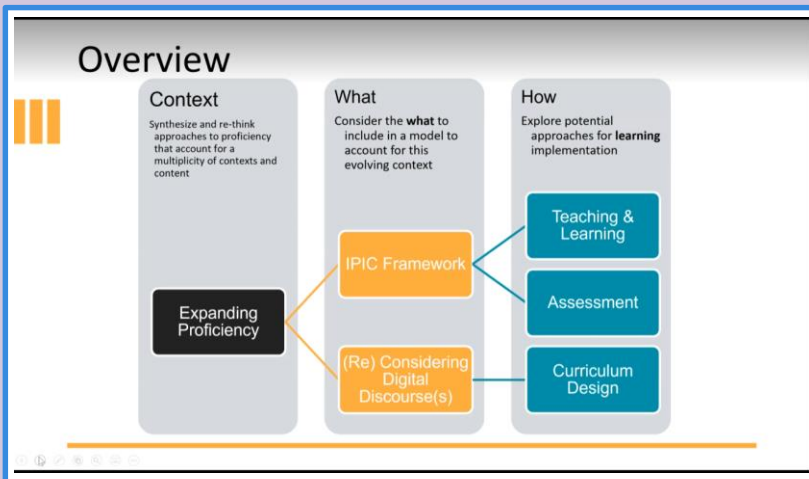 Overview
Context
Synthesize and re-think
approaches to proficiency
that account for a
multiplicity of contexts and
content
Expanding
Proficiency
What
Consider the what to
include in a model to
account for this
evolving context
IPIC Framework
(Re) Considering
Digital
Discourse(s)
How
Explore potential
approaches for learning
implementation
Teaching &
Learning
Assessment
Curriculum
Design